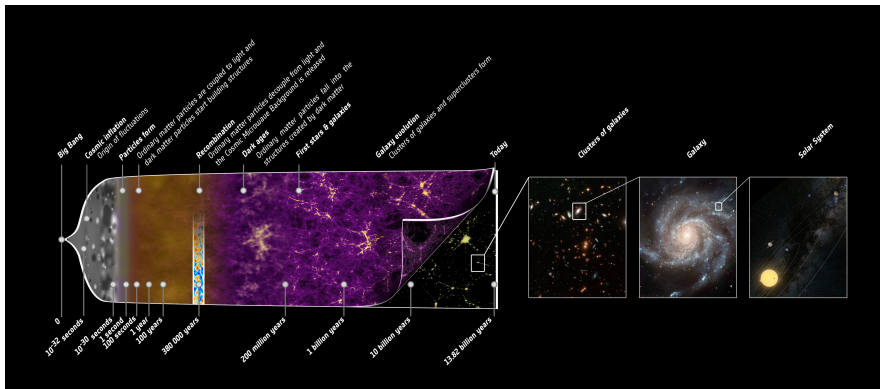 Big Bang
Cosmic inflation
Origin of fluctuations
Particles form
Ordinary matter particles are coupled to light and
dark matter particles start building structures
Recombination
Ordinary matter particles decouple from light and
the Cosmic Microwave Background is released
Dark ages
Ordinary matter particles fall into the
structures created by dark matter
First stars & galaxies
Galaxy evolution
Clusters of galaxies and superclusters form
Today
Clusters of galaxies
Galaxy
Solar System
0
10-32 seconds
10-30 seconds
1 second
100 seconds
1 year
100 years
380 000 years
200 million years
1 billion years
10 billion years
13.82 billion years